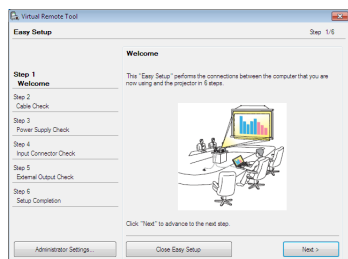 Virtual Remote Tool
Easy Setup
Step 1/6
Welcome
Step 1
Welcome
Step 2
Cable Check
Step 3
Power Supply Check
Step 4
Input Connector Check
Step 5
External Output Check
Step 6
Setup Completion
This "Easy Setup" performs the connections between the computer that you are
now using and the projector in 6 steps.
Click "Next" to advance to the next step.
Administrator Settings...
Close Easy Setup
Next >